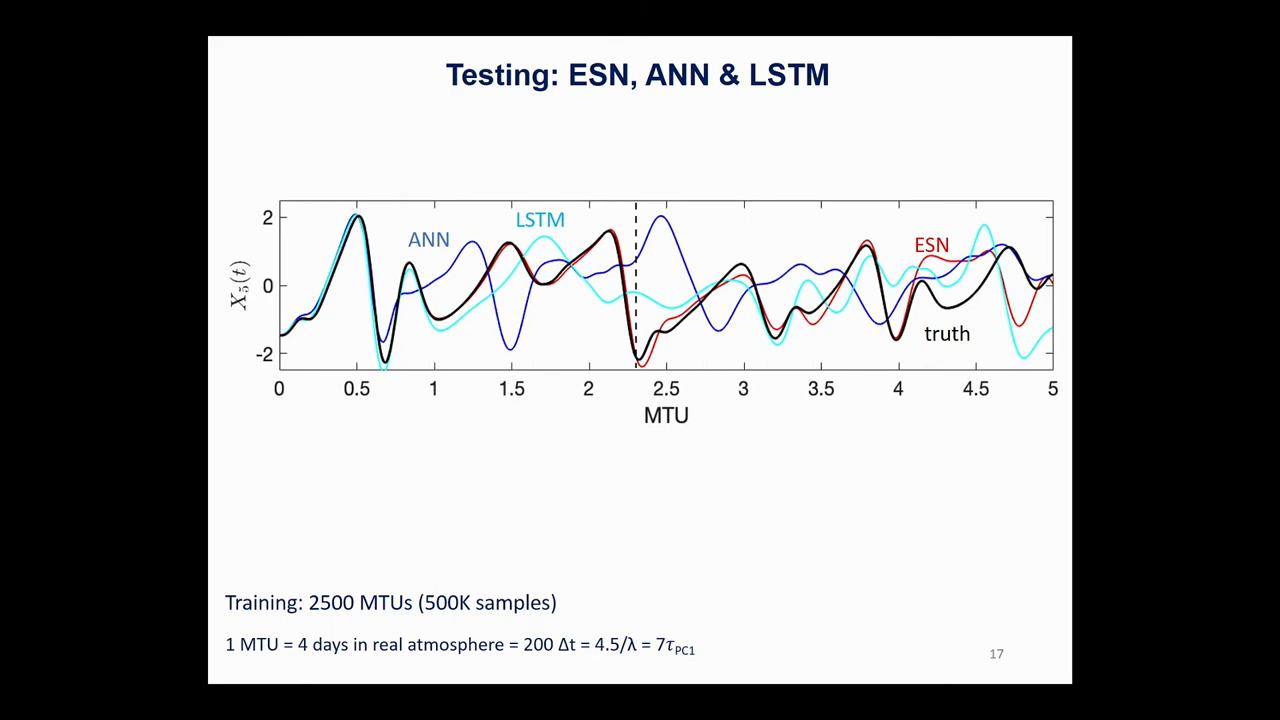 Testing: ESN, ANN & LSTM
LSTM
ANN
ESN
truth
X₅(t)
2
0
-2
0 0.5 1 1.5 2 2.5 3 3.5 4 4.5 5
MTU
Training: 2500 MTUs (500K samples)
1 MTU = 4 days in real atmosphere = 200 Δt = 4.5/λ = 7τPC1
17